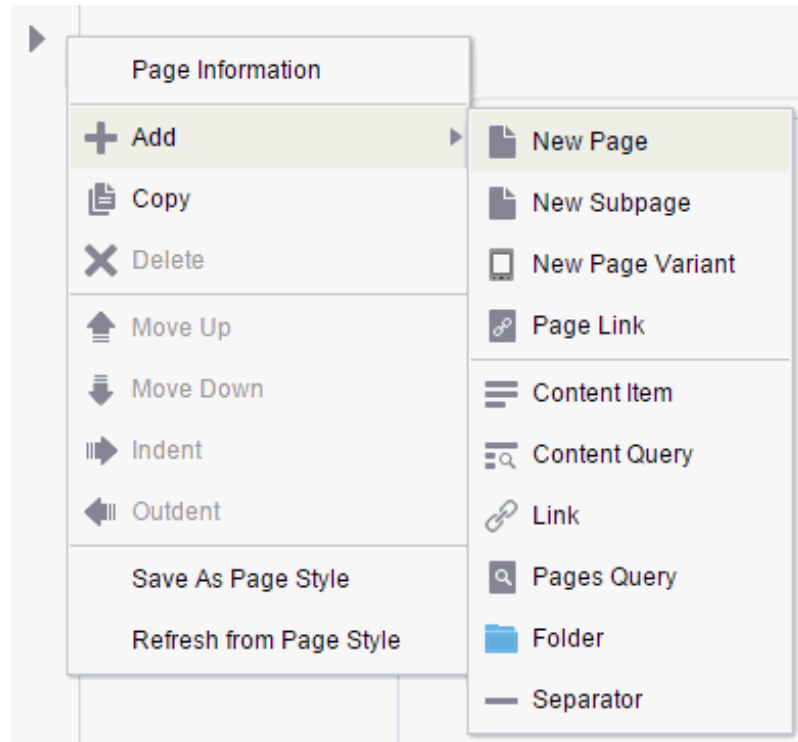 Page Information
Add
Copy
Delete
Move Up
Move Down
Indent
Outdent
Save As Page Style
Refresh from Page Style
New Page
New Subpage
New Page Variant
Page Link
Content Item
Content Query
Link
Pages Query
Folder
Separator